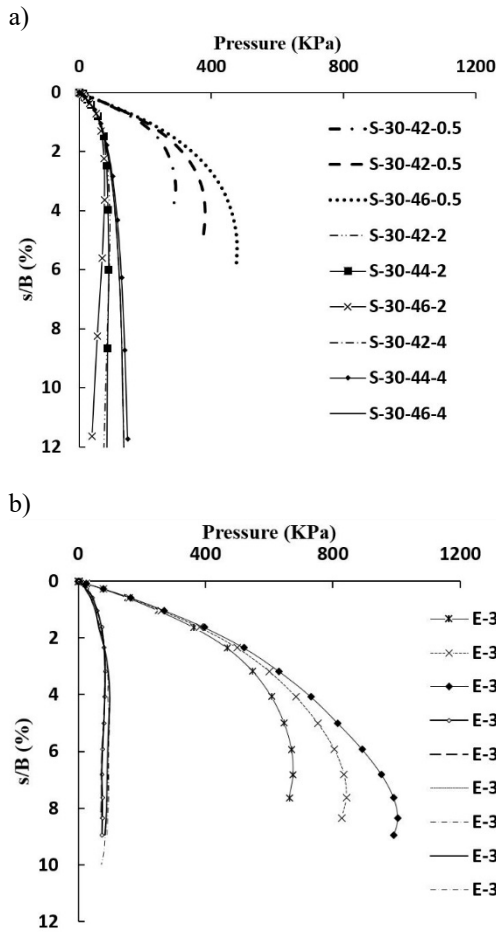 a)
Pressure (KPa)
0 400 800 1200
0
2
4
6
8
10
12
s/B (%)
S-30-42-0.5
S-30-42-0.5
S-30-46-0.5
S-30-42-2
S-30-44-2
S-30-46-2
S-30-42-4
S-30-44-4
S-30-46-4
b)
Pressure (KPa)
0 400 800 1200
0
2
4
6
8
10
12
s/B (%)
E-3
E-3
E-3
E-3
E-3
E-3
E-3
E-3
E-3